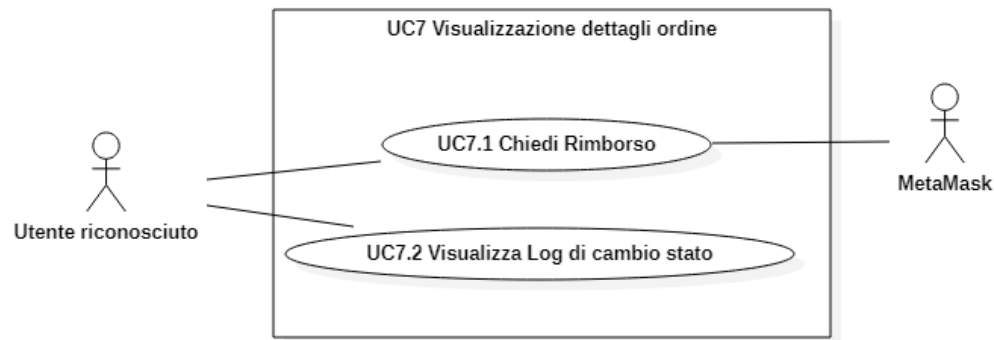 UC7 Visualizzazione dettagli ordine
UC7.1 Chiedi Rimborso
MetaMask
Utente riconosciuto
UC7.2 Visualizza Log di cambio stato